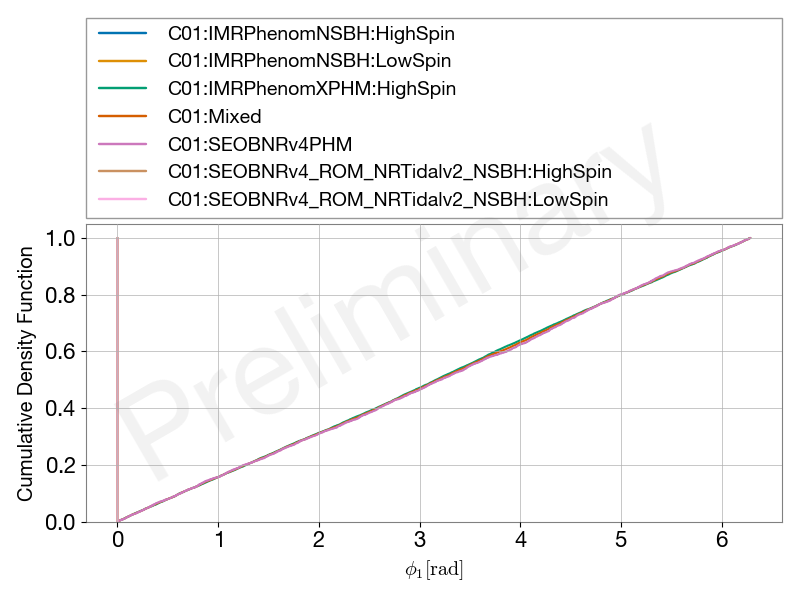 C01:IMRPhenomNSBH:HighSpin
C01:IMRPhenomNSBH:LowSpin
C01:IMRPhenomXPHM:HighSpin
C01:Mixed
C01:SEOBNRv4PHM
C01:SEOBNRv4_ROM_NRTidalv2_NSBH:HighSpin
C01:SEOBNRv4_ROM_NRTidalv2_NSBH:LowSpin
Preliminary
Cumulative Density Function
1.0
0.8
0.6
0.4
0.2
0.0
0 1 2 3 4 5 6
ϕ₁[rad]